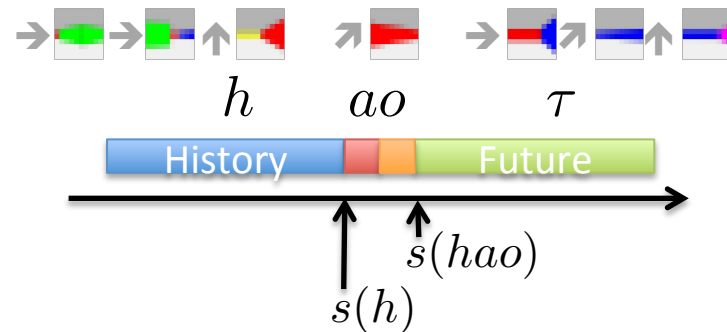 h ao τ
History Future
s(hao)
s(h)